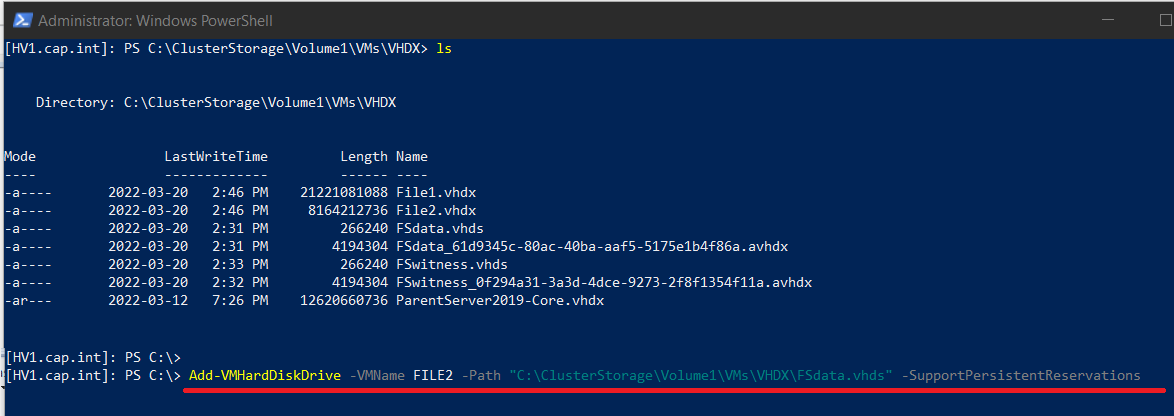 Administrator: Windows PowerShell
[HV1.cap.int]: PS C:\ClusterStorage\Volume1\VMs\VHDX> ls
Directory: C:\ClusterStorage\Volume1\VMs\VHDX
Mode LastWriteTime Length Name
---- ------------- ------ ----
-a---- 2022-03-20 2:46 PM 21221081088 File1.vhdx
-a---- 2022-03-20 2:46 PM 8164212736 File2.vhdx
-a---- 2022-03-20 2:31 PM 266240 FSdata.vhds
-a---- 2022-03-20 2:31 PM 4194304 FSdata_61d9345c-80ac-40ba-aaf5-5175e1b4f86a.avhdx
-a---- 2022-03-20 2:33 PM 266240 FSwitness.vhds
-a---- 2022-03-20 2:32 PM 4194304 FSwitness_0f294a31-3a3d-4dce-9273-2f8f1354f11a.avhdx
-ar--- 2022-03-12 7:26 PM 12620660736 ParentServer2019-Core.vhdx
[HV1.cap.int]: PS C:\>
[HV1.cap.int]: PS C:\> Add-VMHardDiskDrive -VMName FILE2 -Path "C:\ClusterStorage\Volume1\VMs\VHDX\FSdata.vhds" -SupportPersistentReservations